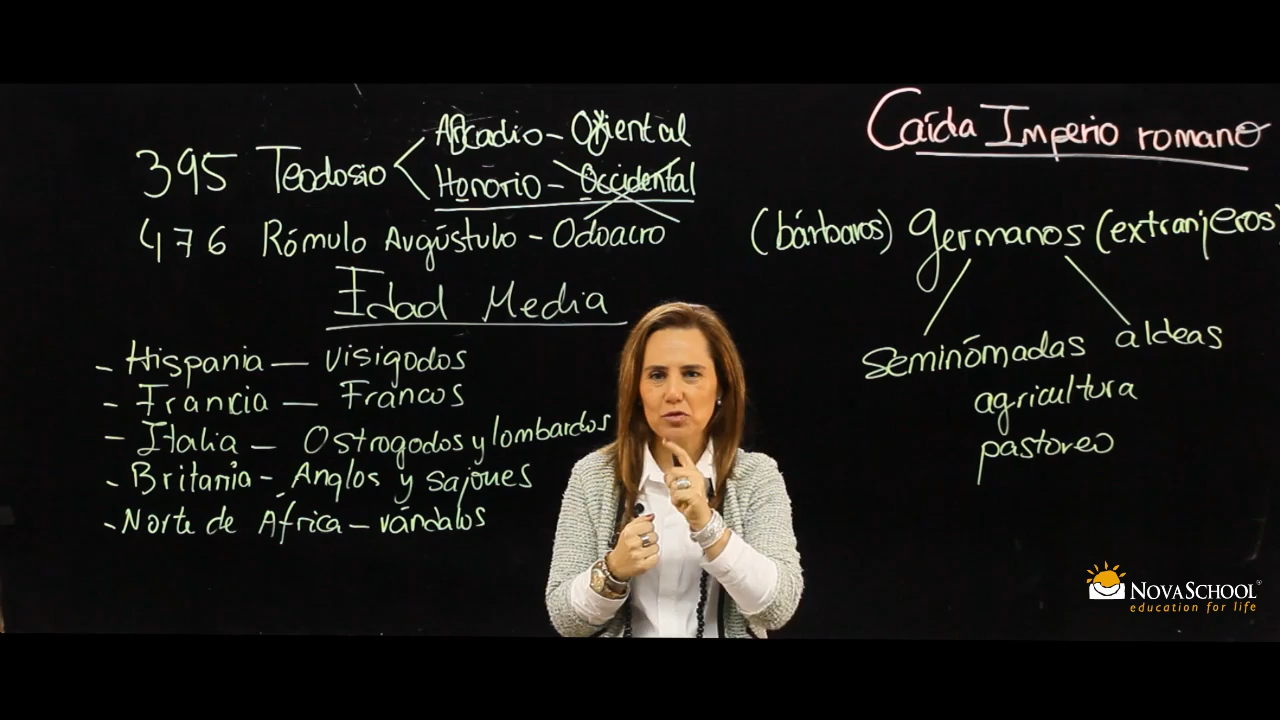 Caída Imperio romano
395 Teodosio < Arcadio - Oriental
Honorio - Occidental
476 Rómulo Augústulo - Odoacro
Idad Media
- Hispania - visigodos
- Francia - Francos
- Italia - Ostrogodos y lombardos
- Britania - Anglos y sajones
- Norte de África - vándalos
(bárbaros) germanos (extranjeros)
seminómadas aldeas
agricultura
pastoreo
NOVASCHOOL
education for life